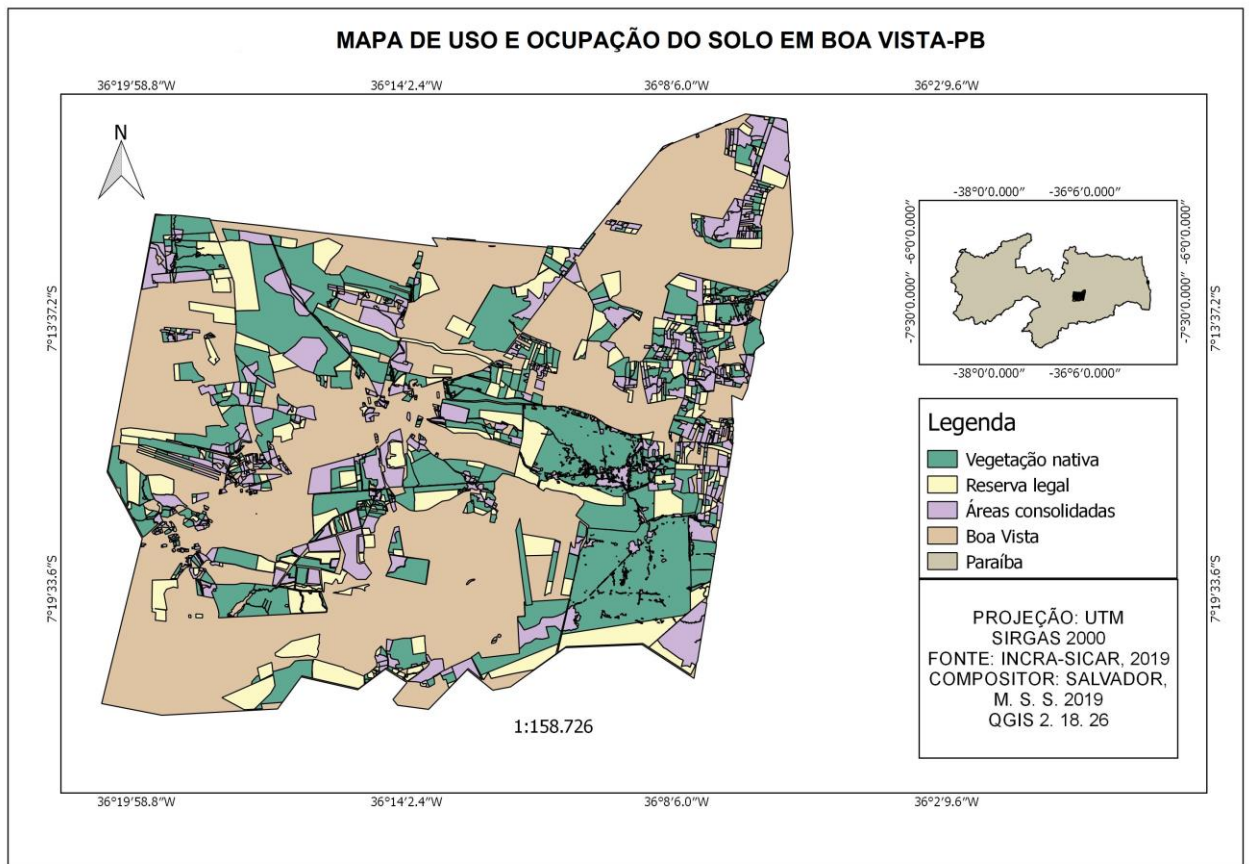 MAPA DE USO E OCUPAÇÃO DO SOLO EM BOA VISTA-PB
36°19′58.8″W 36°14′2.4″W 36°8′6.0″W 36°2′9.6″W
N
7°13′37.2″S
7°19′33.6″S
-38°0′0.000″ -36°6′0.000″
-6°0′0.000″
-7°30′0.000″
-6°0′0.000″
-7°30′0.000″
-38°0′0.000″ -36°6′0.000″
7°13′37.2″S
7°19′33.6″S
Legenda
Vegetação nativa
Reserva legal
Áreas consolidadas
Boa Vista
Paraíba
PROJEÇÃO: UTM
SIRGAS 2000
FONTE: INCRA-SICAR, 2019
COMPOSITOR: SALVADOR,
M. S. S. 2019
QGIS 2. 18. 26
1:158.726
36°19′58.8″W 36°14′2.4″W 36°8′6.0″W 36°2′9.6″W